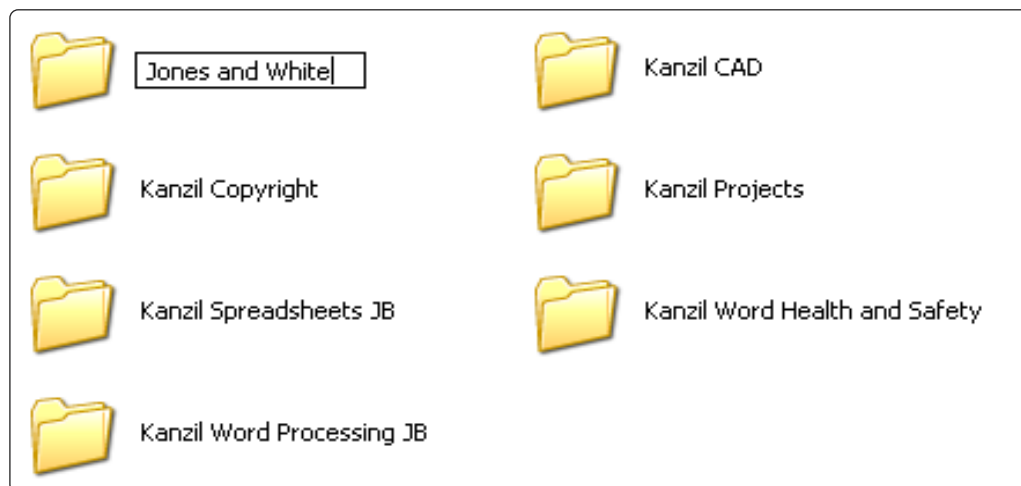 Jones and White
Kanzil CAD
Kanzil Copyright
Kanzil Projects
Kanzil Spreadsheets JB
Kanzil Word Health and Safety
Kanzil Word Processing JB